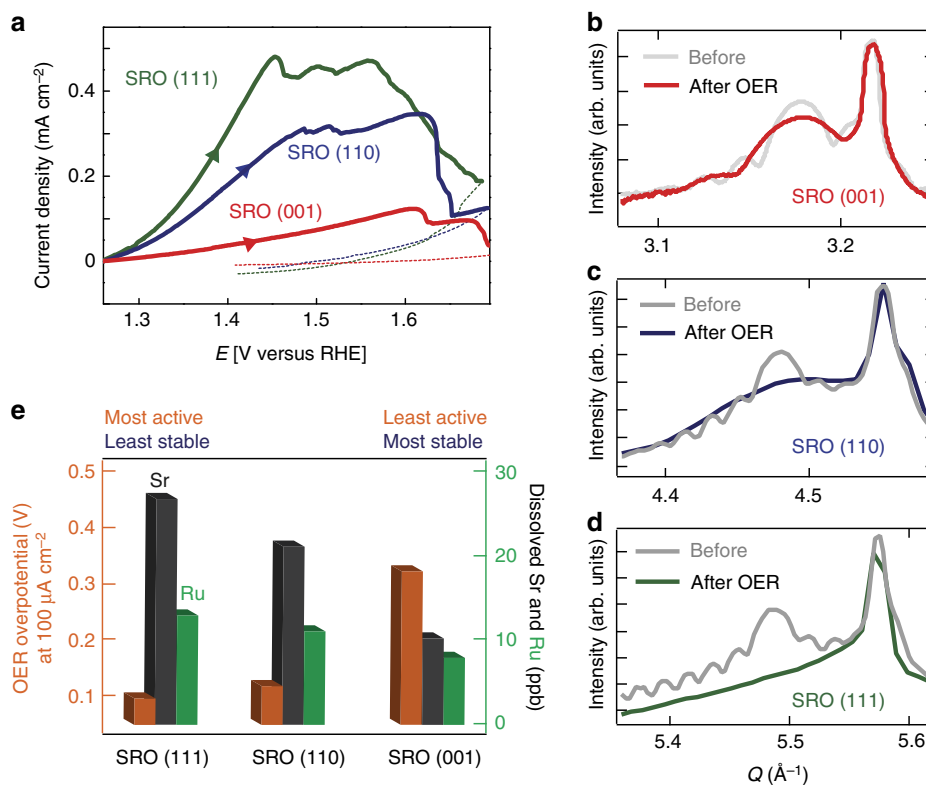 a
0.4
0.2
0
Current density (mA cm−2)
SRO (111)
SRO (110)
SRO (001)
1.3
1.4
1.5
1.6
E [V versus RHE]
b
Intensity (arb. units)
Before
After OER
SRO (001)
3.1
3.2
c
Intensity (arb. units)
Before
After OER
SRO (110)
4.4
4.5
d
Intensity (arb. units)
Before
After OER
SRO (111)
5.4
5.5
5.6
Q (Å−1)
e
Most active
Least stable
Least active
Most stable
OER overpotential (V)
at 100 µA cm−2
0.5
0.4
0.3
0.2
0.1
Sr
Ru
30
20
10
0
Dissolved Sr and Ru (ppb)
SRO (111)
SRO (110)
SRO (001)